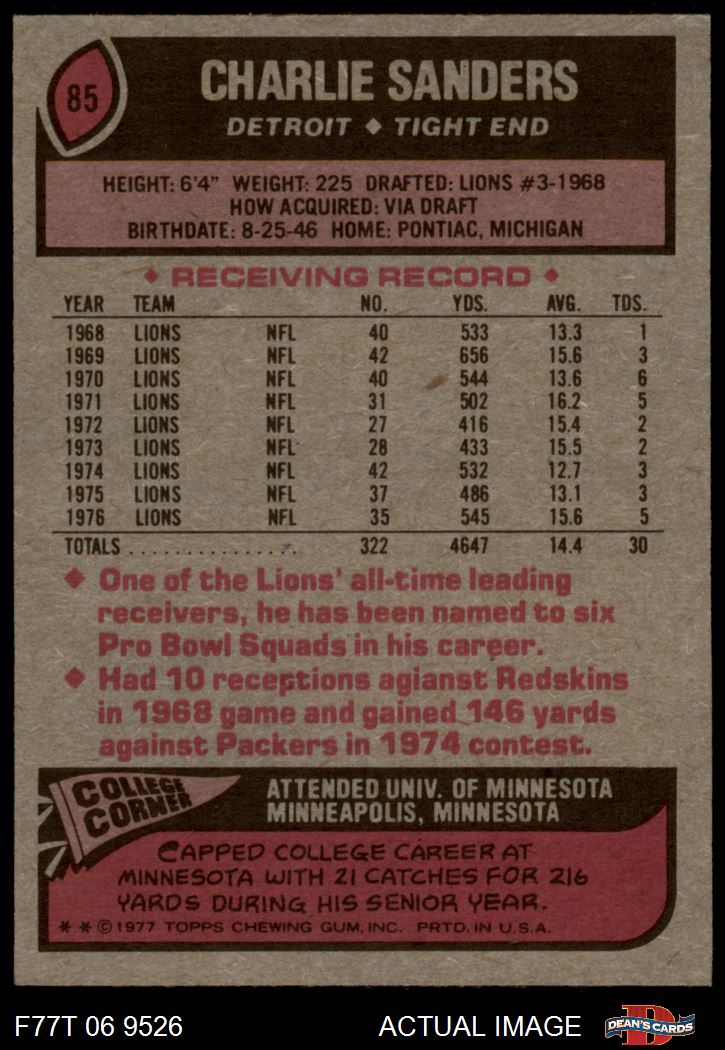 85
CHARLIE SANDERS
DETROIT ◆ TIGHT END
HEIGHT: 6'4" WEIGHT: 225 DRAFTED: LIONS #3-1968
HOW ACQUIRED: VIA DRAFT
BIRTHDATE: 8-25-46 HOME: PONTIAC, MICHIGAN
◆ RECEIVING RECORD ◆
YEAR TEAM NO. YDS. AVG. TDS.
1968 LIONS NFL 40 533 13.3 1
1969 LIONS NFL 42 656 15.6 3
1970 LIONS NFL 40 544 13.6 6
1971 LIONS NFL 31 502 16.2 5
1972 LIONS NFL 27 416 15.4 2
1973 LIONS NFL 28 433 15.5 2
1974 LIONS NFL 42 532 12.7 3
1975 LIONS NFL 37 486 13.1 3
1976 LIONS NFL 35 545 15.6 5
TOTALS . . . . . . . . . . . . . . . 322 4647 14.4 30
◆ One of the Lions' all-time leading
receivers, he has been named to six
Pro Bowl Squads in his career.
◆ Had 10 receptions agianst Redskins
in 1968 game and gained 146 yards
against Packers in 1974 contest.
COLLEGE
CORNER
ATTENDED UNIV. OF MINNESOTA
MINNEAPOLIS, MINNESOTA
CAPPED COLLEGE CAREER AT
MINNESOTA WITH 21 CATCHES FOR 216
YARDS DURING HIS SENIOR YEAR.
* * © 1977 TOPPS CHEWING GUM, INC. PRTD. IN U.S.A.
F77T 06 9526 ACTUAL IMAGE D DEAN'S CARDS